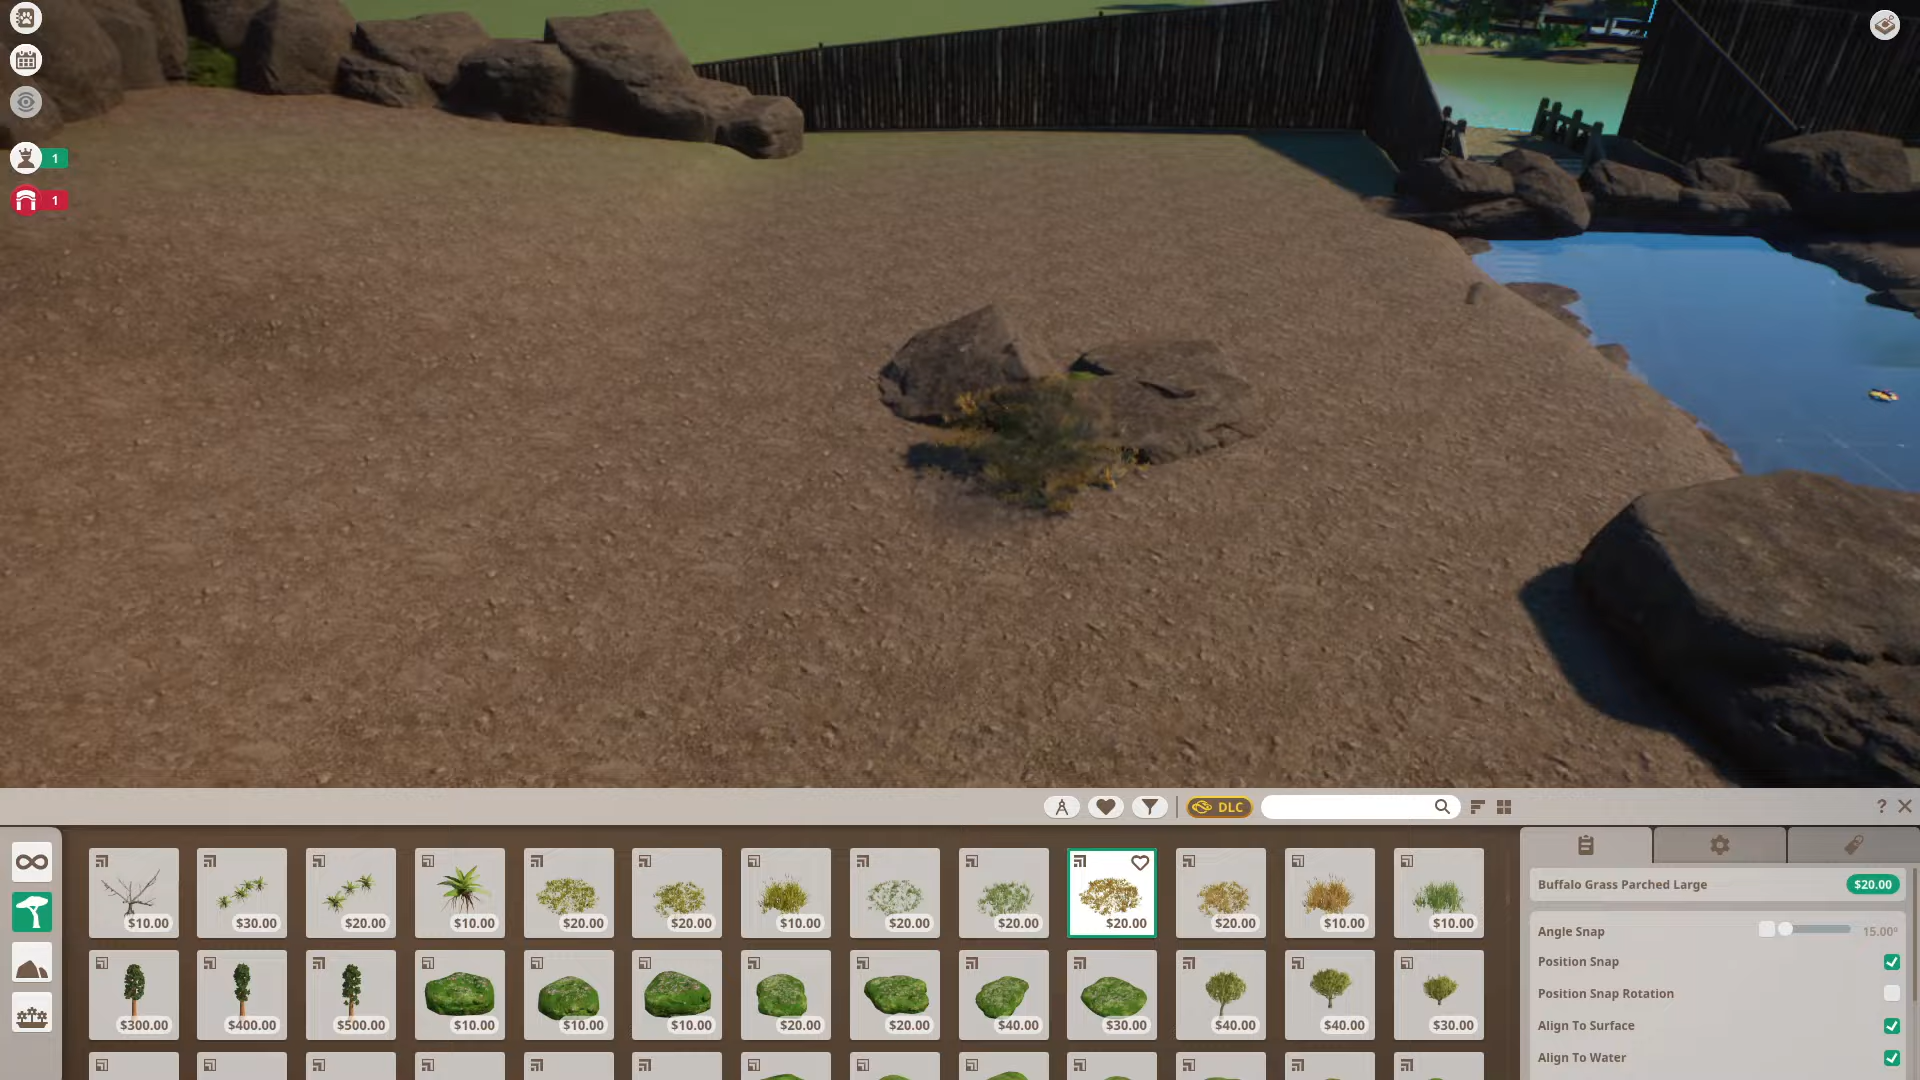 1
1
DLC
?
$10.00 $30.00 $20.00 $10.00 $20.00 $20.00 $10.00 $20.00 $20.00 $20.00 $20.00 $10.00 $10.00
$300.00 $400.00 $500.00 $10.00 $10.00 $10.00 $20.00 $20.00 $40.00 $30.00 $40.00 $40.00 $30.00
Buffalo Grass Parched Large $20.00
Angle Snap 15.00°
Position Snap
Position Snap Rotation
Align To Surface
Align To Water